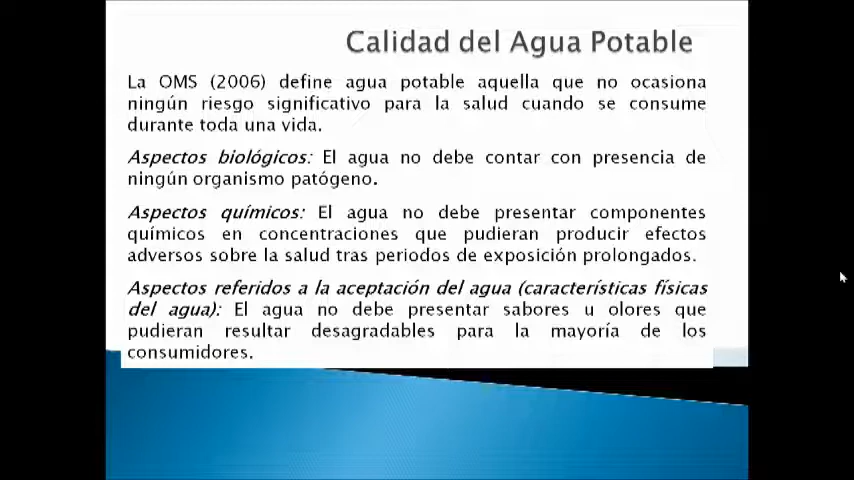 Calidad del Agua Potable
La OMS (2006) define agua potable aquella que no ocasiona
ningún riesgo significativo para la salud cuando se consume
durante toda una vida.
Aspectos biológicos: El agua no debe contar con presencia de
ningún organismo patógeno.
Aspectos químicos: El agua no debe presentar componentes
químicos en concentraciones que pudieran producir efectos
adversos sobre la salud tras periodos de exposición prolongados.
Aspectos referidos a la aceptación del agua (características físicas
del agua): El agua no debe presentar sabores u olores que
pudieran resultar desagradables para la mayoría de los
consumidores.